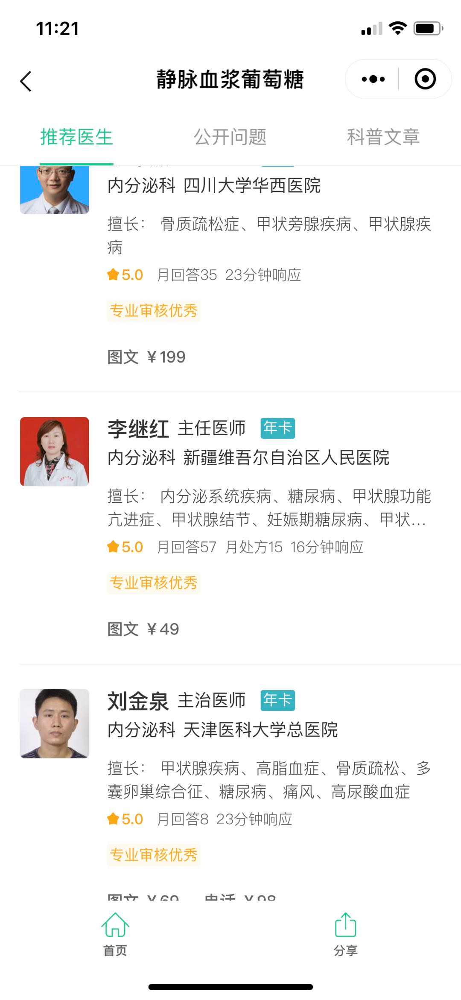 11:21
静脉血浆葡萄糖
推荐医生
公开问题
科普文章
内分泌科 四川大学华西医院
擅长： 骨质疏松症、甲状旁腺疾病、甲状腺疾
病
5.0 月回答35 23分钟响应
专业审核优秀
图文 ¥199
李继红 主任医师 年卡
内分泌科 新疆维吾尔自治区人民医院
擅长： 内分泌系统疾病、糖尿病、甲状腺功能
亢进症、甲状腺结节、妊娠期糖尿病、甲状...
5.0 月回答57 月处方15 16分钟响应
专业审核优秀
图文 ¥49
刘金泉 主治医师 年卡
内分泌科 天津医科大学总医院
擅长： 甲状腺疾病、高脂血症、骨质疏松、多
囊卵巢综合征、糖尿病、痛风、高尿酸血症
5.0 月回答8 23分钟响应
专业审核优秀
图文 ¥69 电话 ¥98
首页
分享